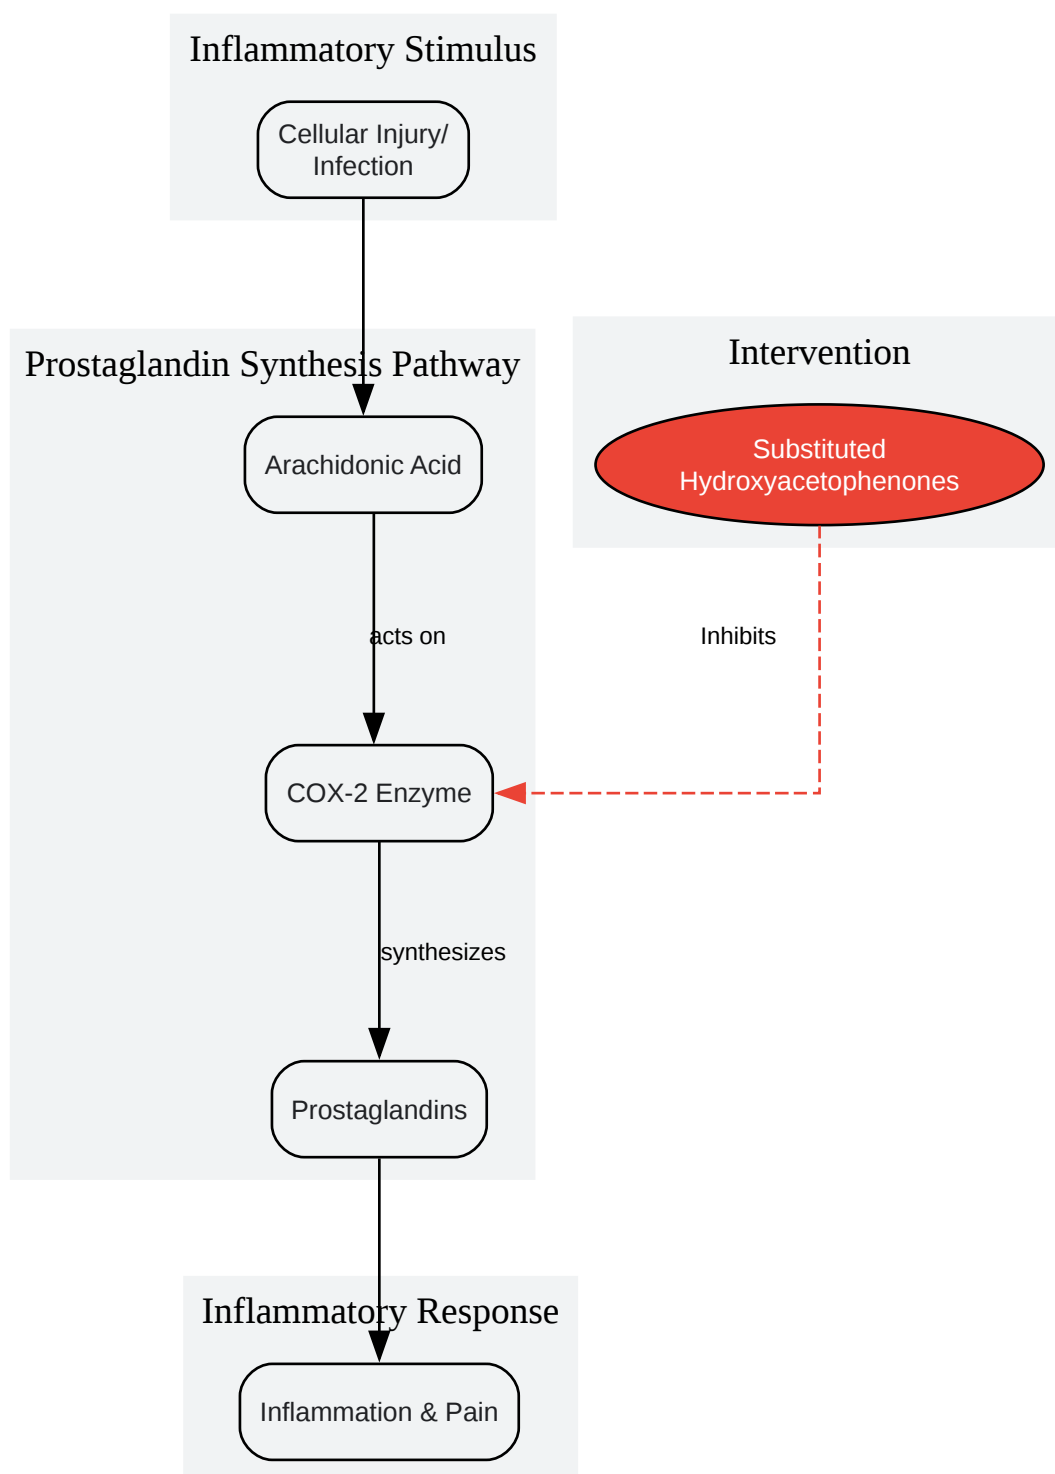 Inflammatory Stimulus
Cellular Injury/
Infection
Prostaglandin Synthesis Pathway
Intervention
Arachidonic Acid
Substituted
Hydroxyacetophenones
acts on
Inhibits
COX-2 Enzyme
synthesizes
Prostaglandins
Inflammatory Response
Inflammation & Pain